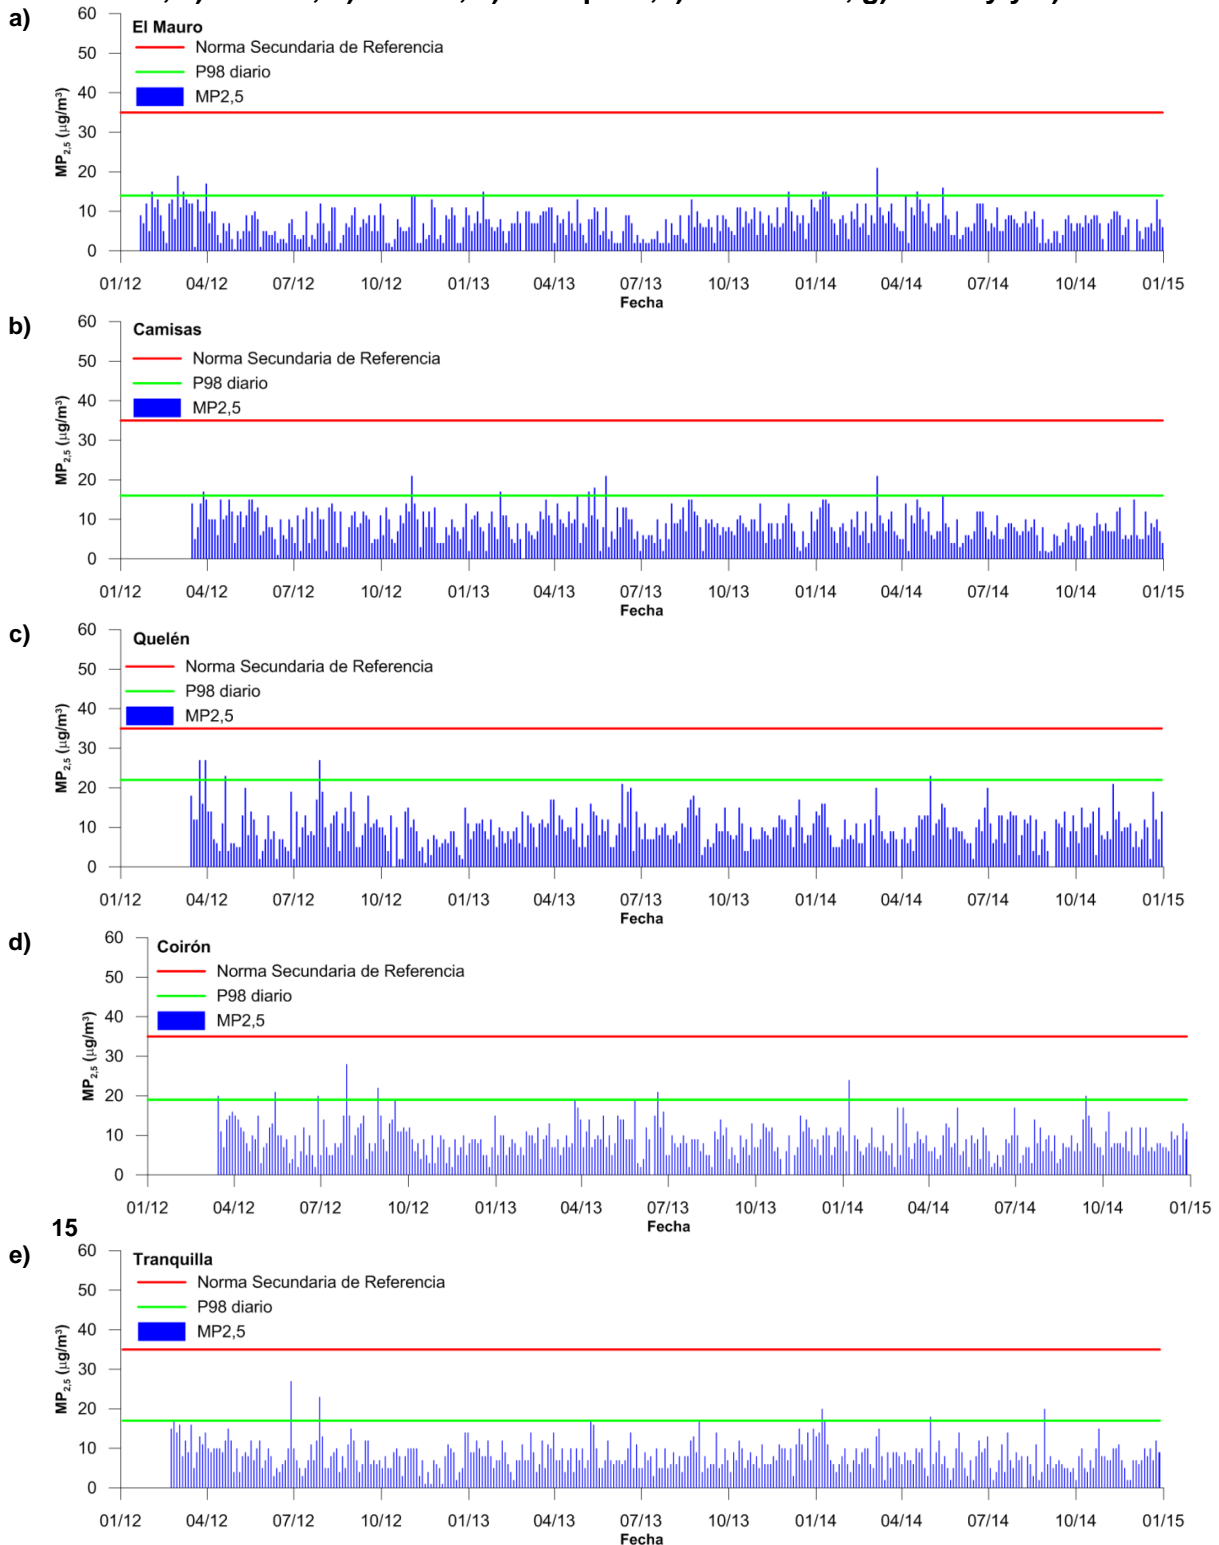 a)
El Mauro
Norma Secundaria de Referencia
P98 diario
MP2,5
60
50
40
30
20
10
0
MP2,5 (μg/m³)
01/12 04/12 07/12 10/12 01/13 04/13 07/13 10/13 01/14 04/14 07/14 10/14 01/15
Fecha
b)
Camisas
Norma Secundaria de Referencia
P98 diario
MP2,5
60
50
40
30
20
10
0
MP2,5 (μg/m³)
01/12 04/12 07/12 10/12 01/13 04/13 07/13 10/13 01/14 04/14 07/14 10/14 01/15
Fecha
c)
Quelén
Norma Secundaria de Referencia
P98 diario
MP2,5
60
50
40
30
20
10
0
MP2,5 (μg/m³)
01/12 04/12 07/12 10/12 01/13 04/13 07/13 10/13 01/14 04/14 07/14 10/14 01/15
Fecha
d)
Coirón
Norma Secundaria de Referencia
P98 diario
MP2,5
60
50
40
30
20
10
0
MP2,5 (μg/m³)
01/12 04/12 07/12 10/12 01/13 04/13 07/13 10/13 01/14 04/14 07/14 10/14 01/15
Fecha
15
e)
Tranquilla
Norma Secundaria de Referencia
P98 diario
MP2,5
60
50
40
30
20
10
0
MP2,5 (μg/m³)
01/12 04/12 07/12 10/12 01/13 04/13 07/13 10/13 01/14 04/14 07/14 10/14 01/15
Fecha